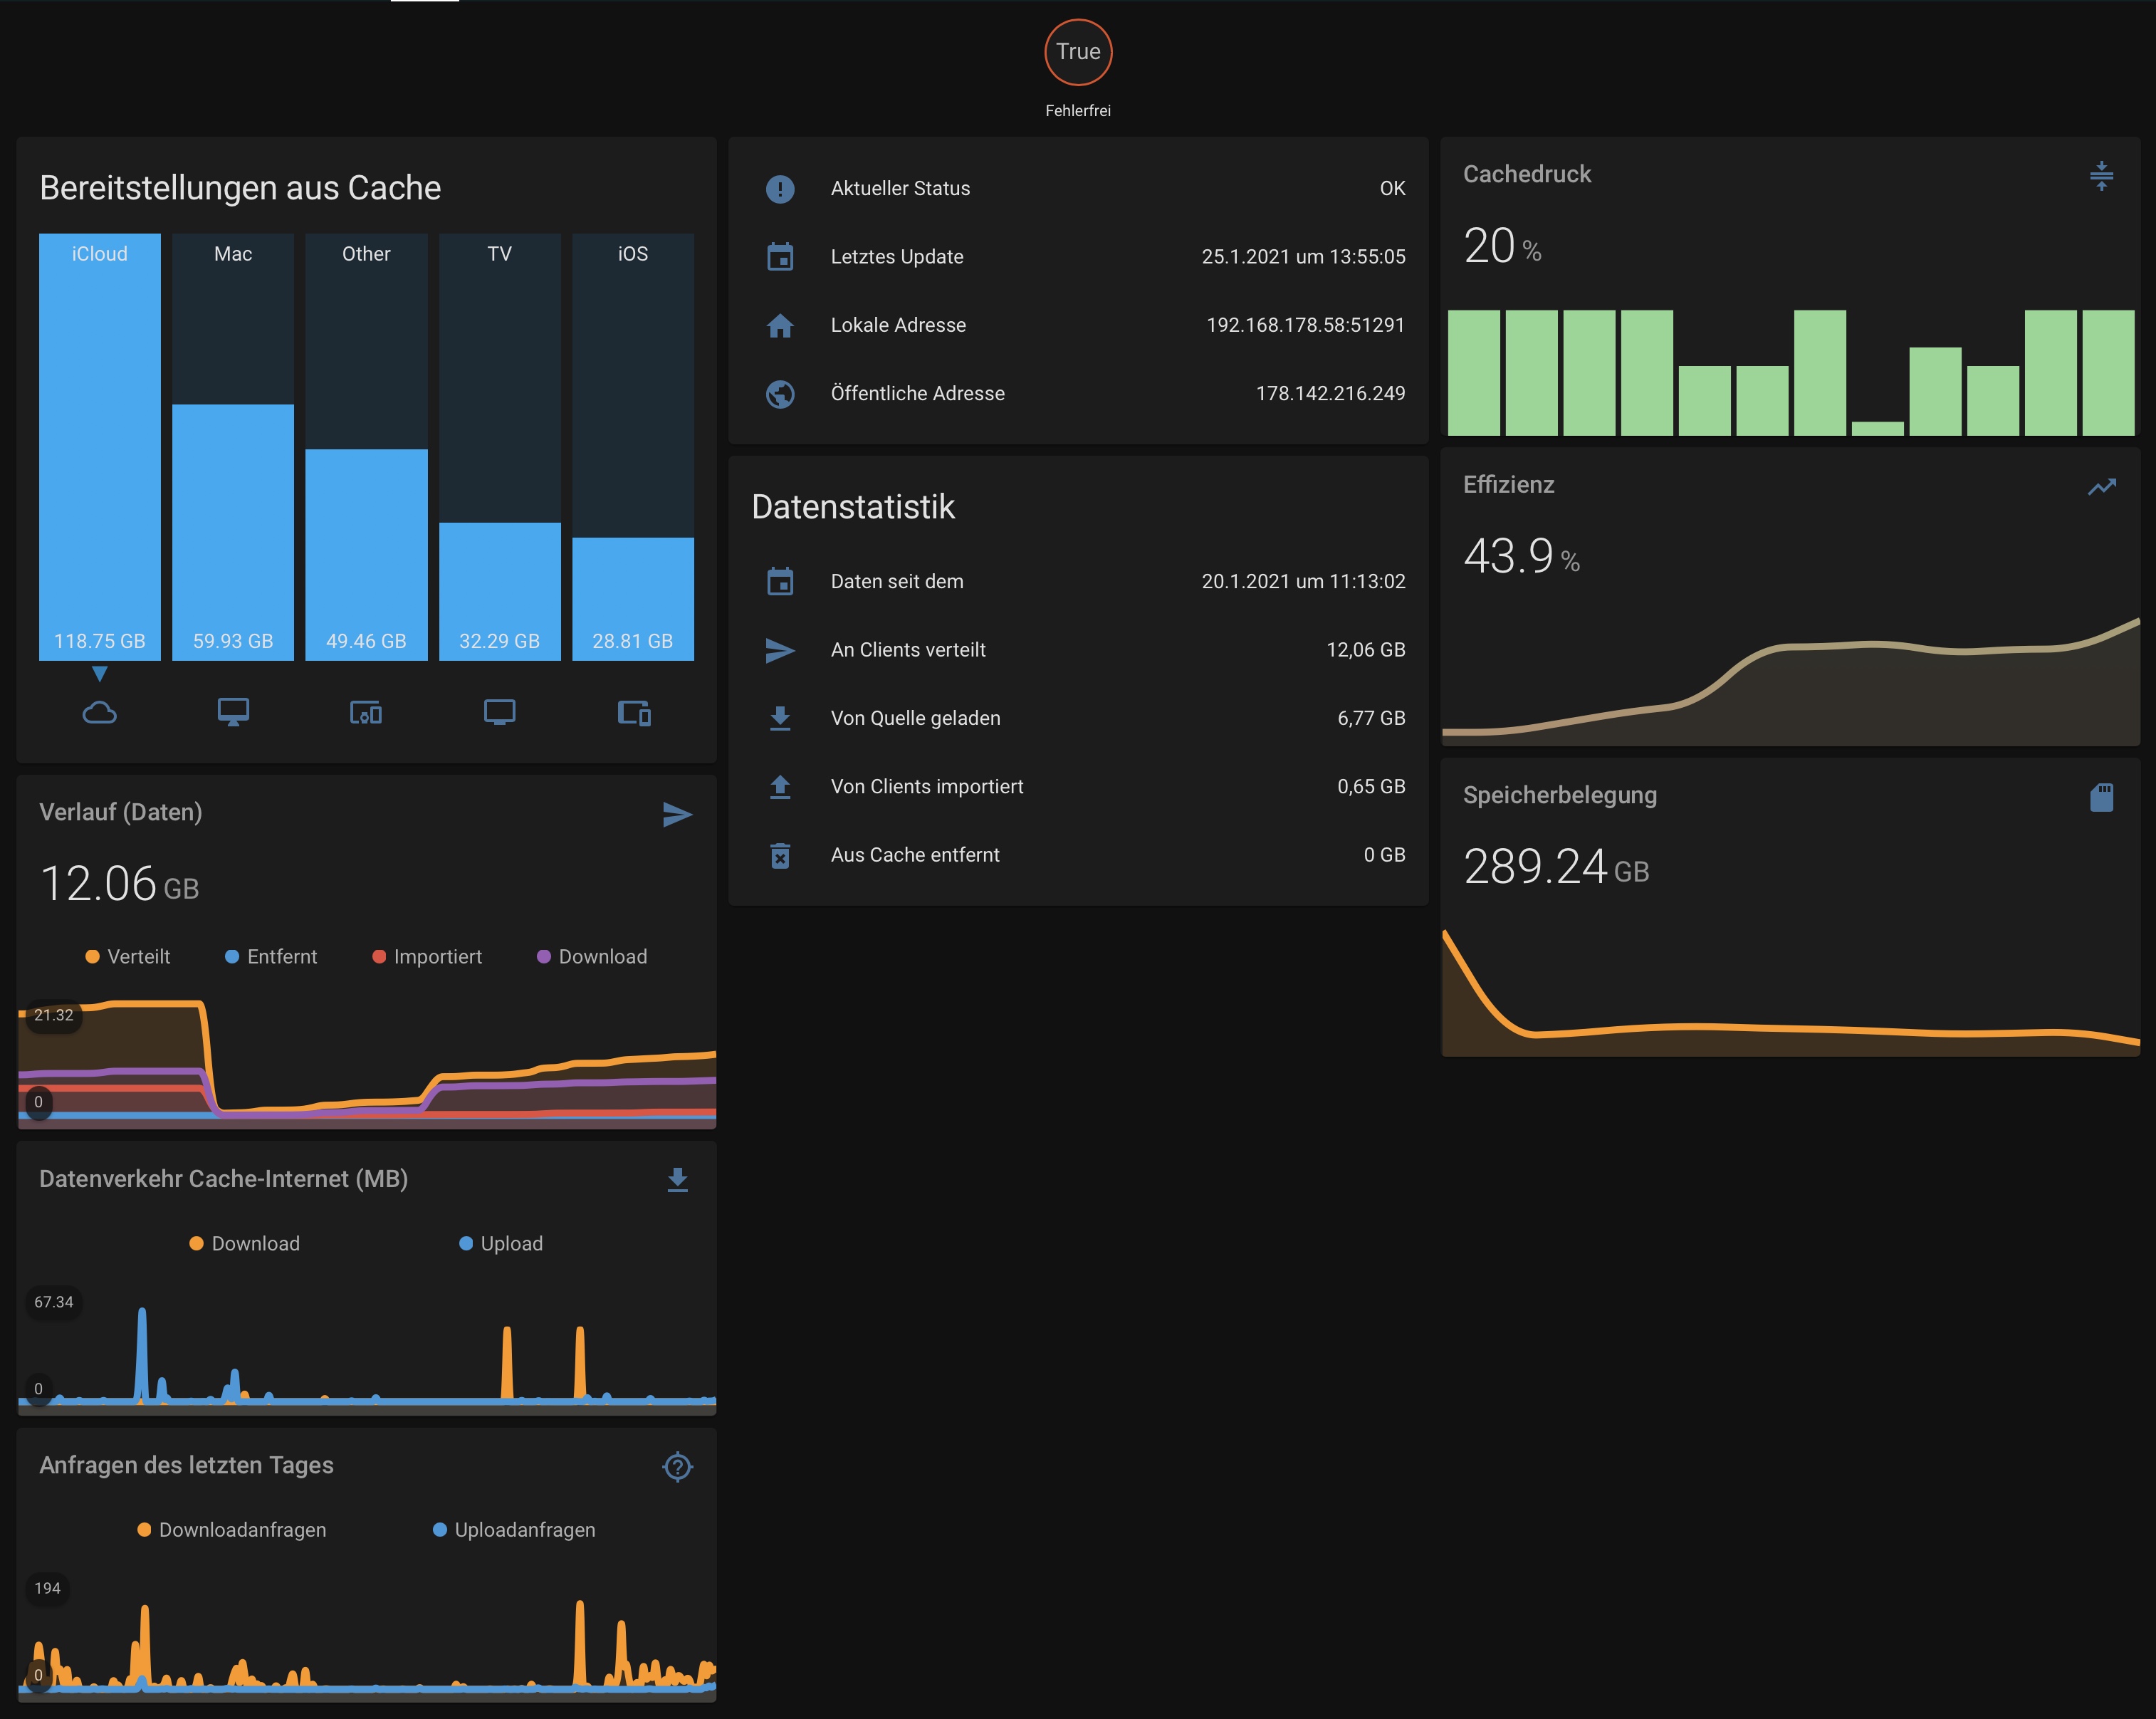 True
Fehlerfrei
Bereitstellungen aus Cache
iCloud Mac Other TV iOS
118.75 GB 59.93 GB 49.46 GB 32.29 GB 28.81 GB
Verlauf (Daten)
12.06 GB
Verteilt Entfernt Importiert Download
21.32
0
Datenverkehr Cache-Internet (MB)
Download Upload
67.34
0
Anfragen des letzten Tages
Downloadanfragen Uploadanfragen
194
0
Aktueller Status OK
Letztes Update 25.1.2021 um 13:55:05
Lokale Adresse 192.168.178.58:51291
Öffentliche Adresse 178.142.216.249
Datenstatistik
Daten seit dem 20.1.2021 um 11:13:02
An Clients verteilt 12,06 GB
Von Quelle geladen 6,77 GB
Von Clients importiert 0,65 GB
Aus Cache entfernt 0 GB
Cachedruck
20 %
Effizienz
43.9 %
Speicherbelegung
289.24 GB